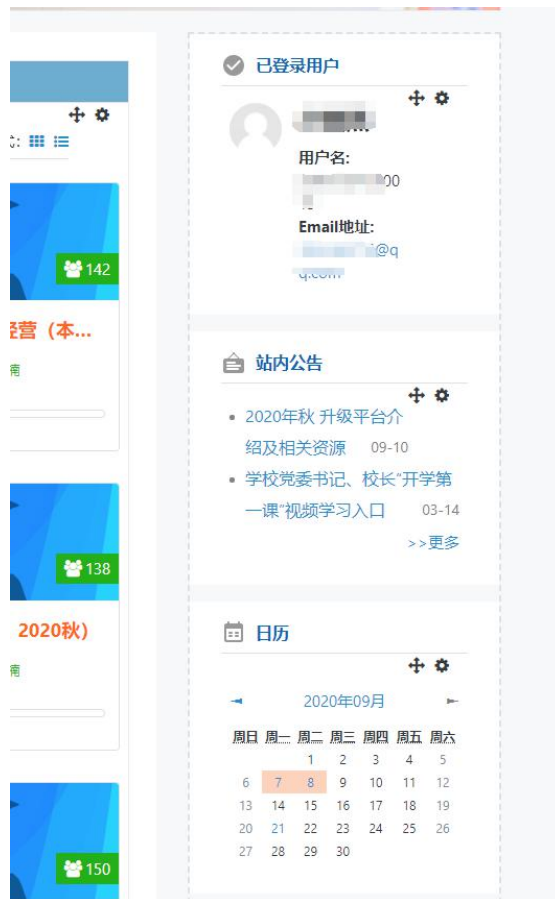 142
经营（本...
138
2020秋）
150
已登录用户
用户名:
00
Email地址:
@q
q.com
站内公告
2020年秋 升级平台介
绍及相关资源 09-10
学校党委书记、校长“开学第
一课”视频学习入口 03-14
>>更多
日历
◄ 2020年09月 ►
周日 周一 周二 周三 周四 周五 周六
1 2 3 4 5
6 7 8 9 10 11 12
13 14 15 16 17 18 19
20 21 22 23 24 25 26
27 28 29 30